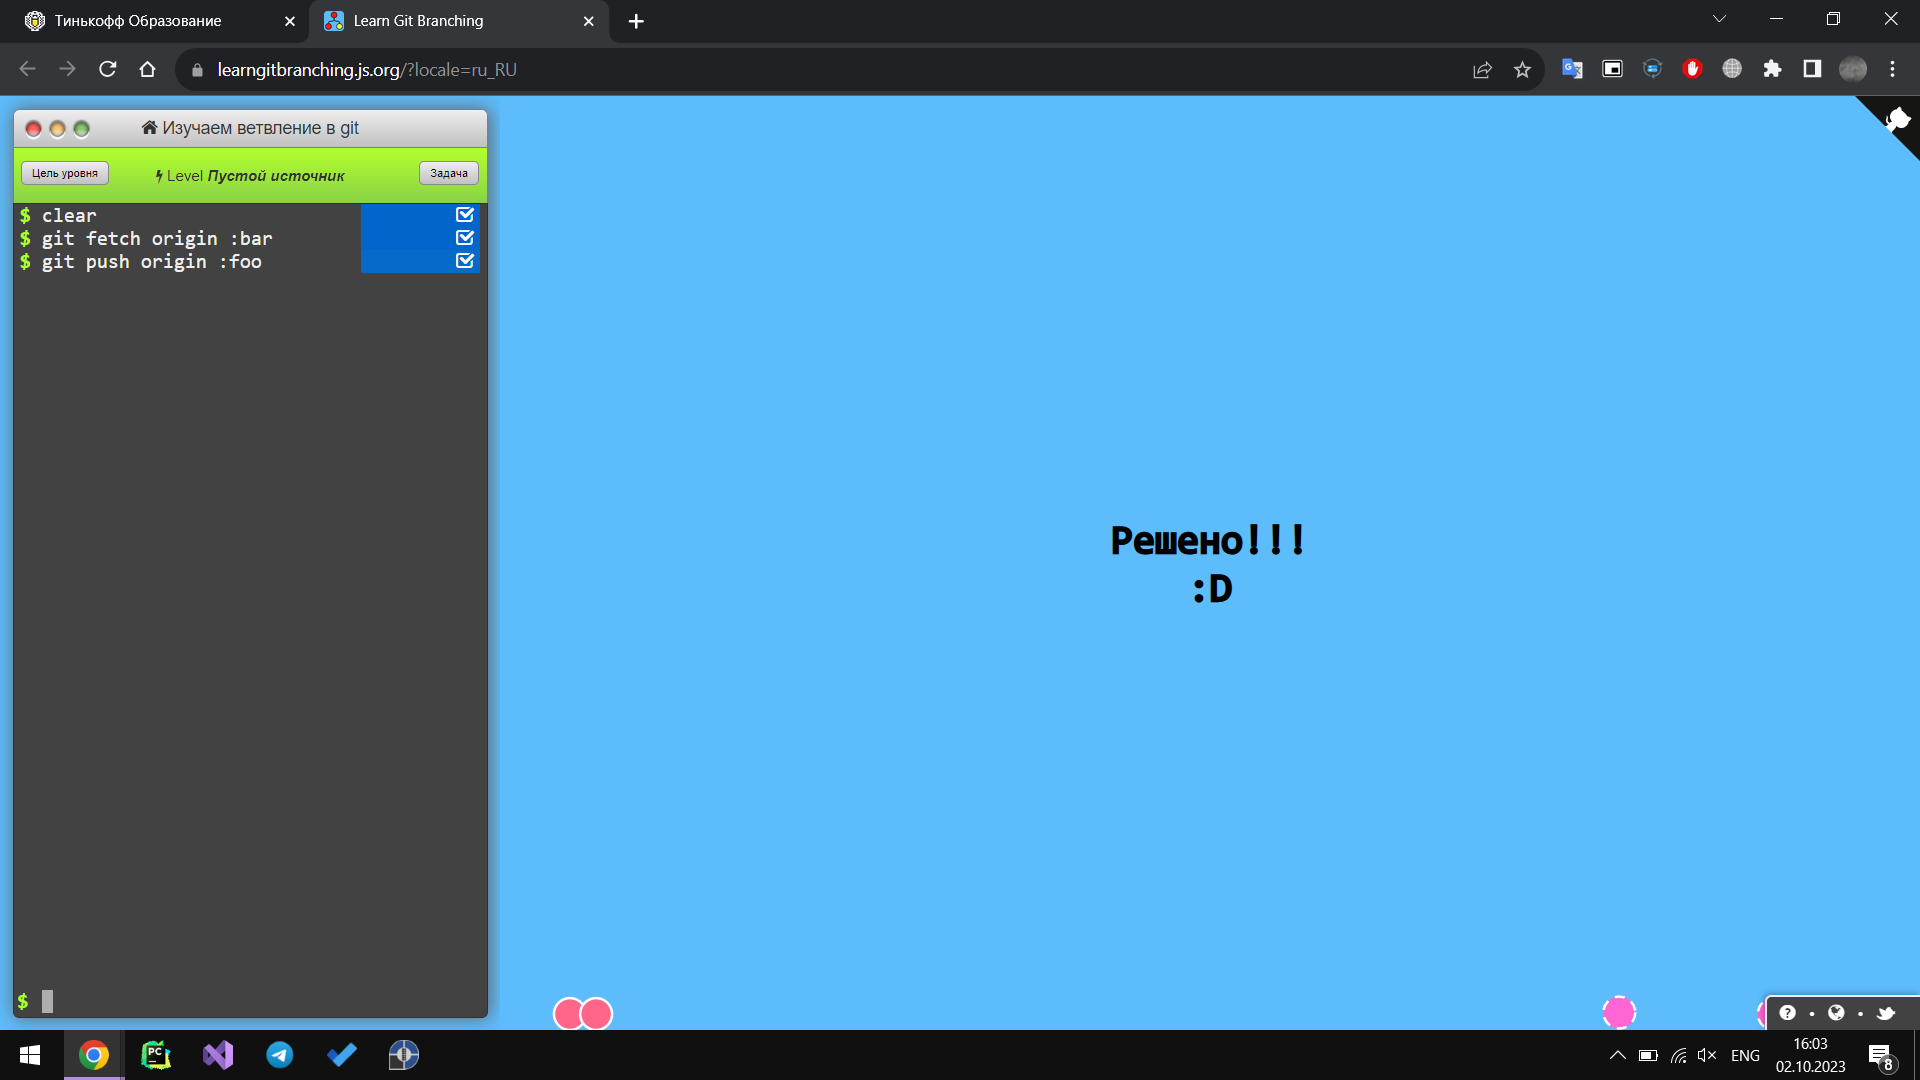 Тинькофф Образование
Learn Git Branching
learngitbranching.js.org/?locale=ru_RU
Изучаем ветвление в git
Цель уровня
Level Пустой источник
Задача
$ clear
$ git fetch origin :bar
$ git push origin :foo
$
Решено!!!
:D
PC
ENG
16:03
02.10.2023
8